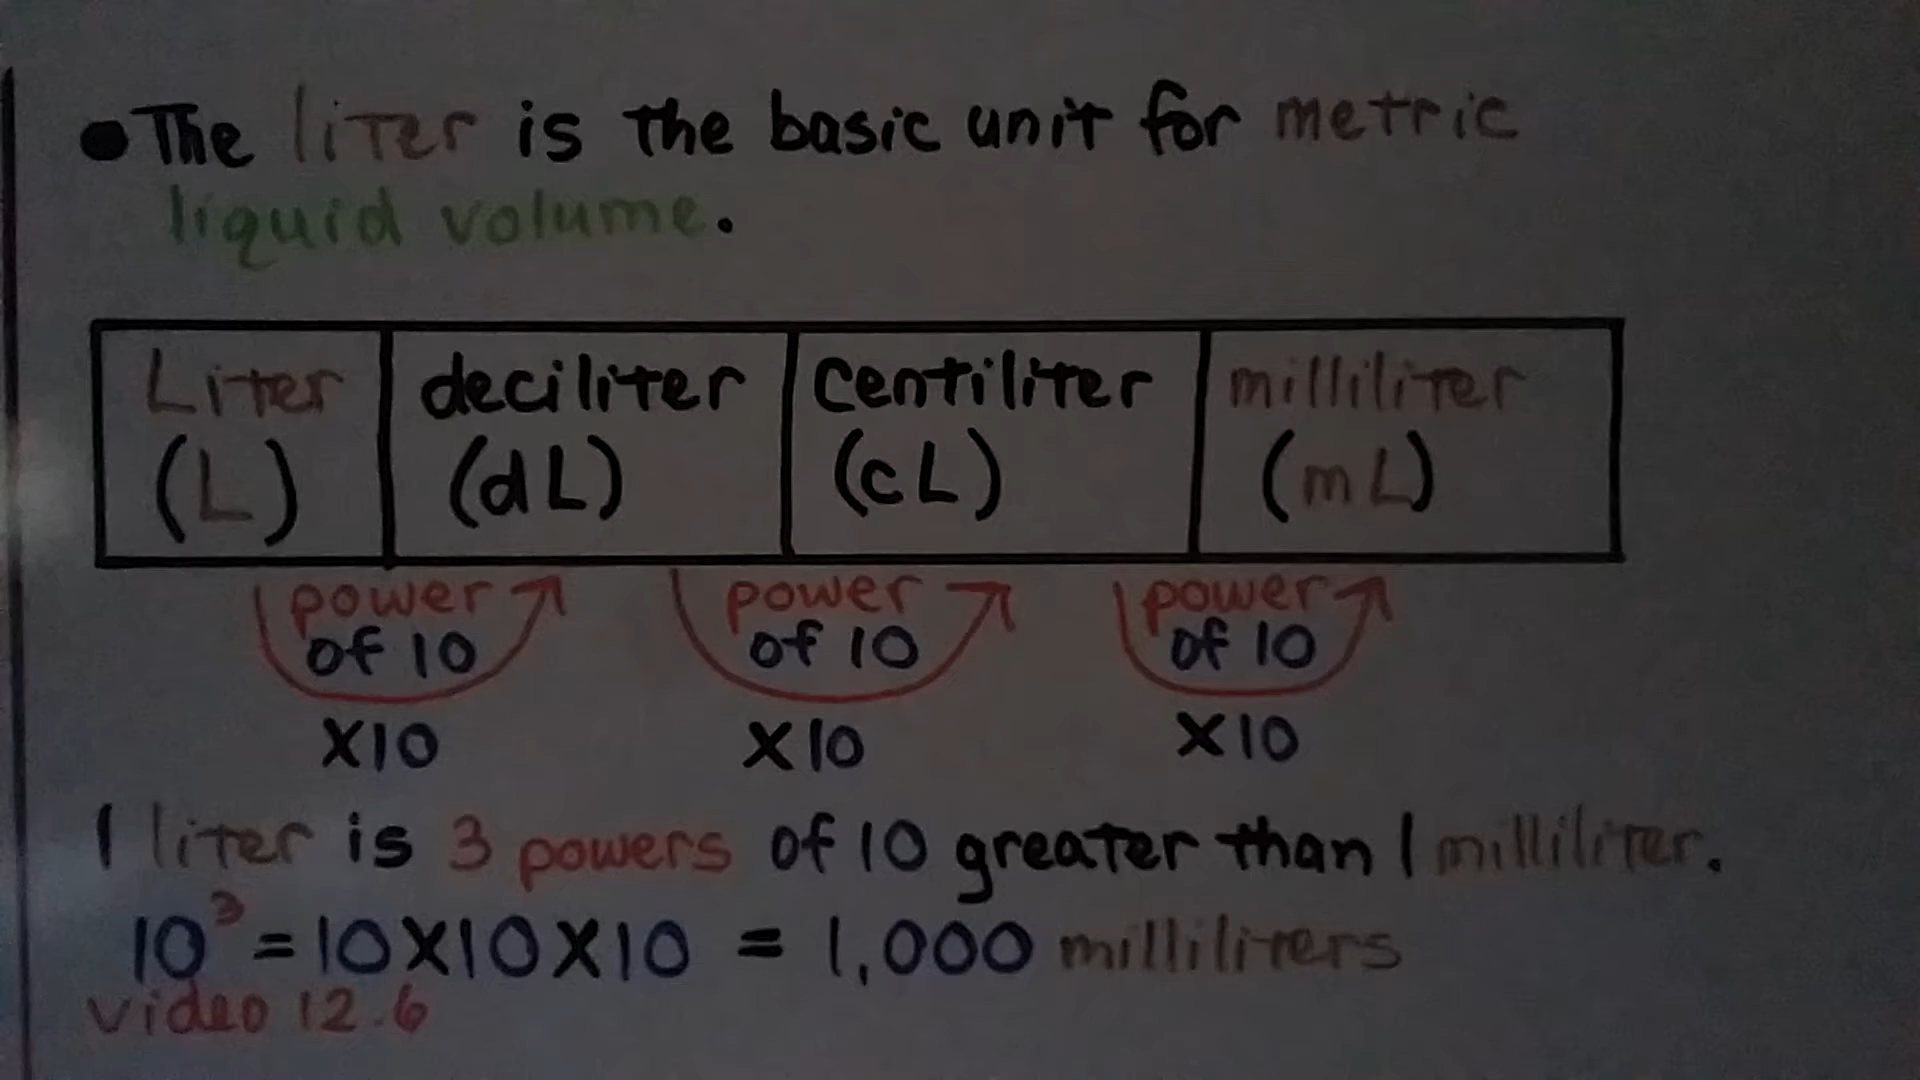 • The liter is the basic unit for metric
liquid volume.
Liter deciliter centiliter milliliter
(L) (dL) (cL) (mL)
power power power
of 10 of 10 of 10
X10 X10 X10
1 liter is 3 powers of 10 greater than 1 milliliter.
10³ = 10X10X10 = 1,000 milliliters
video 12.6